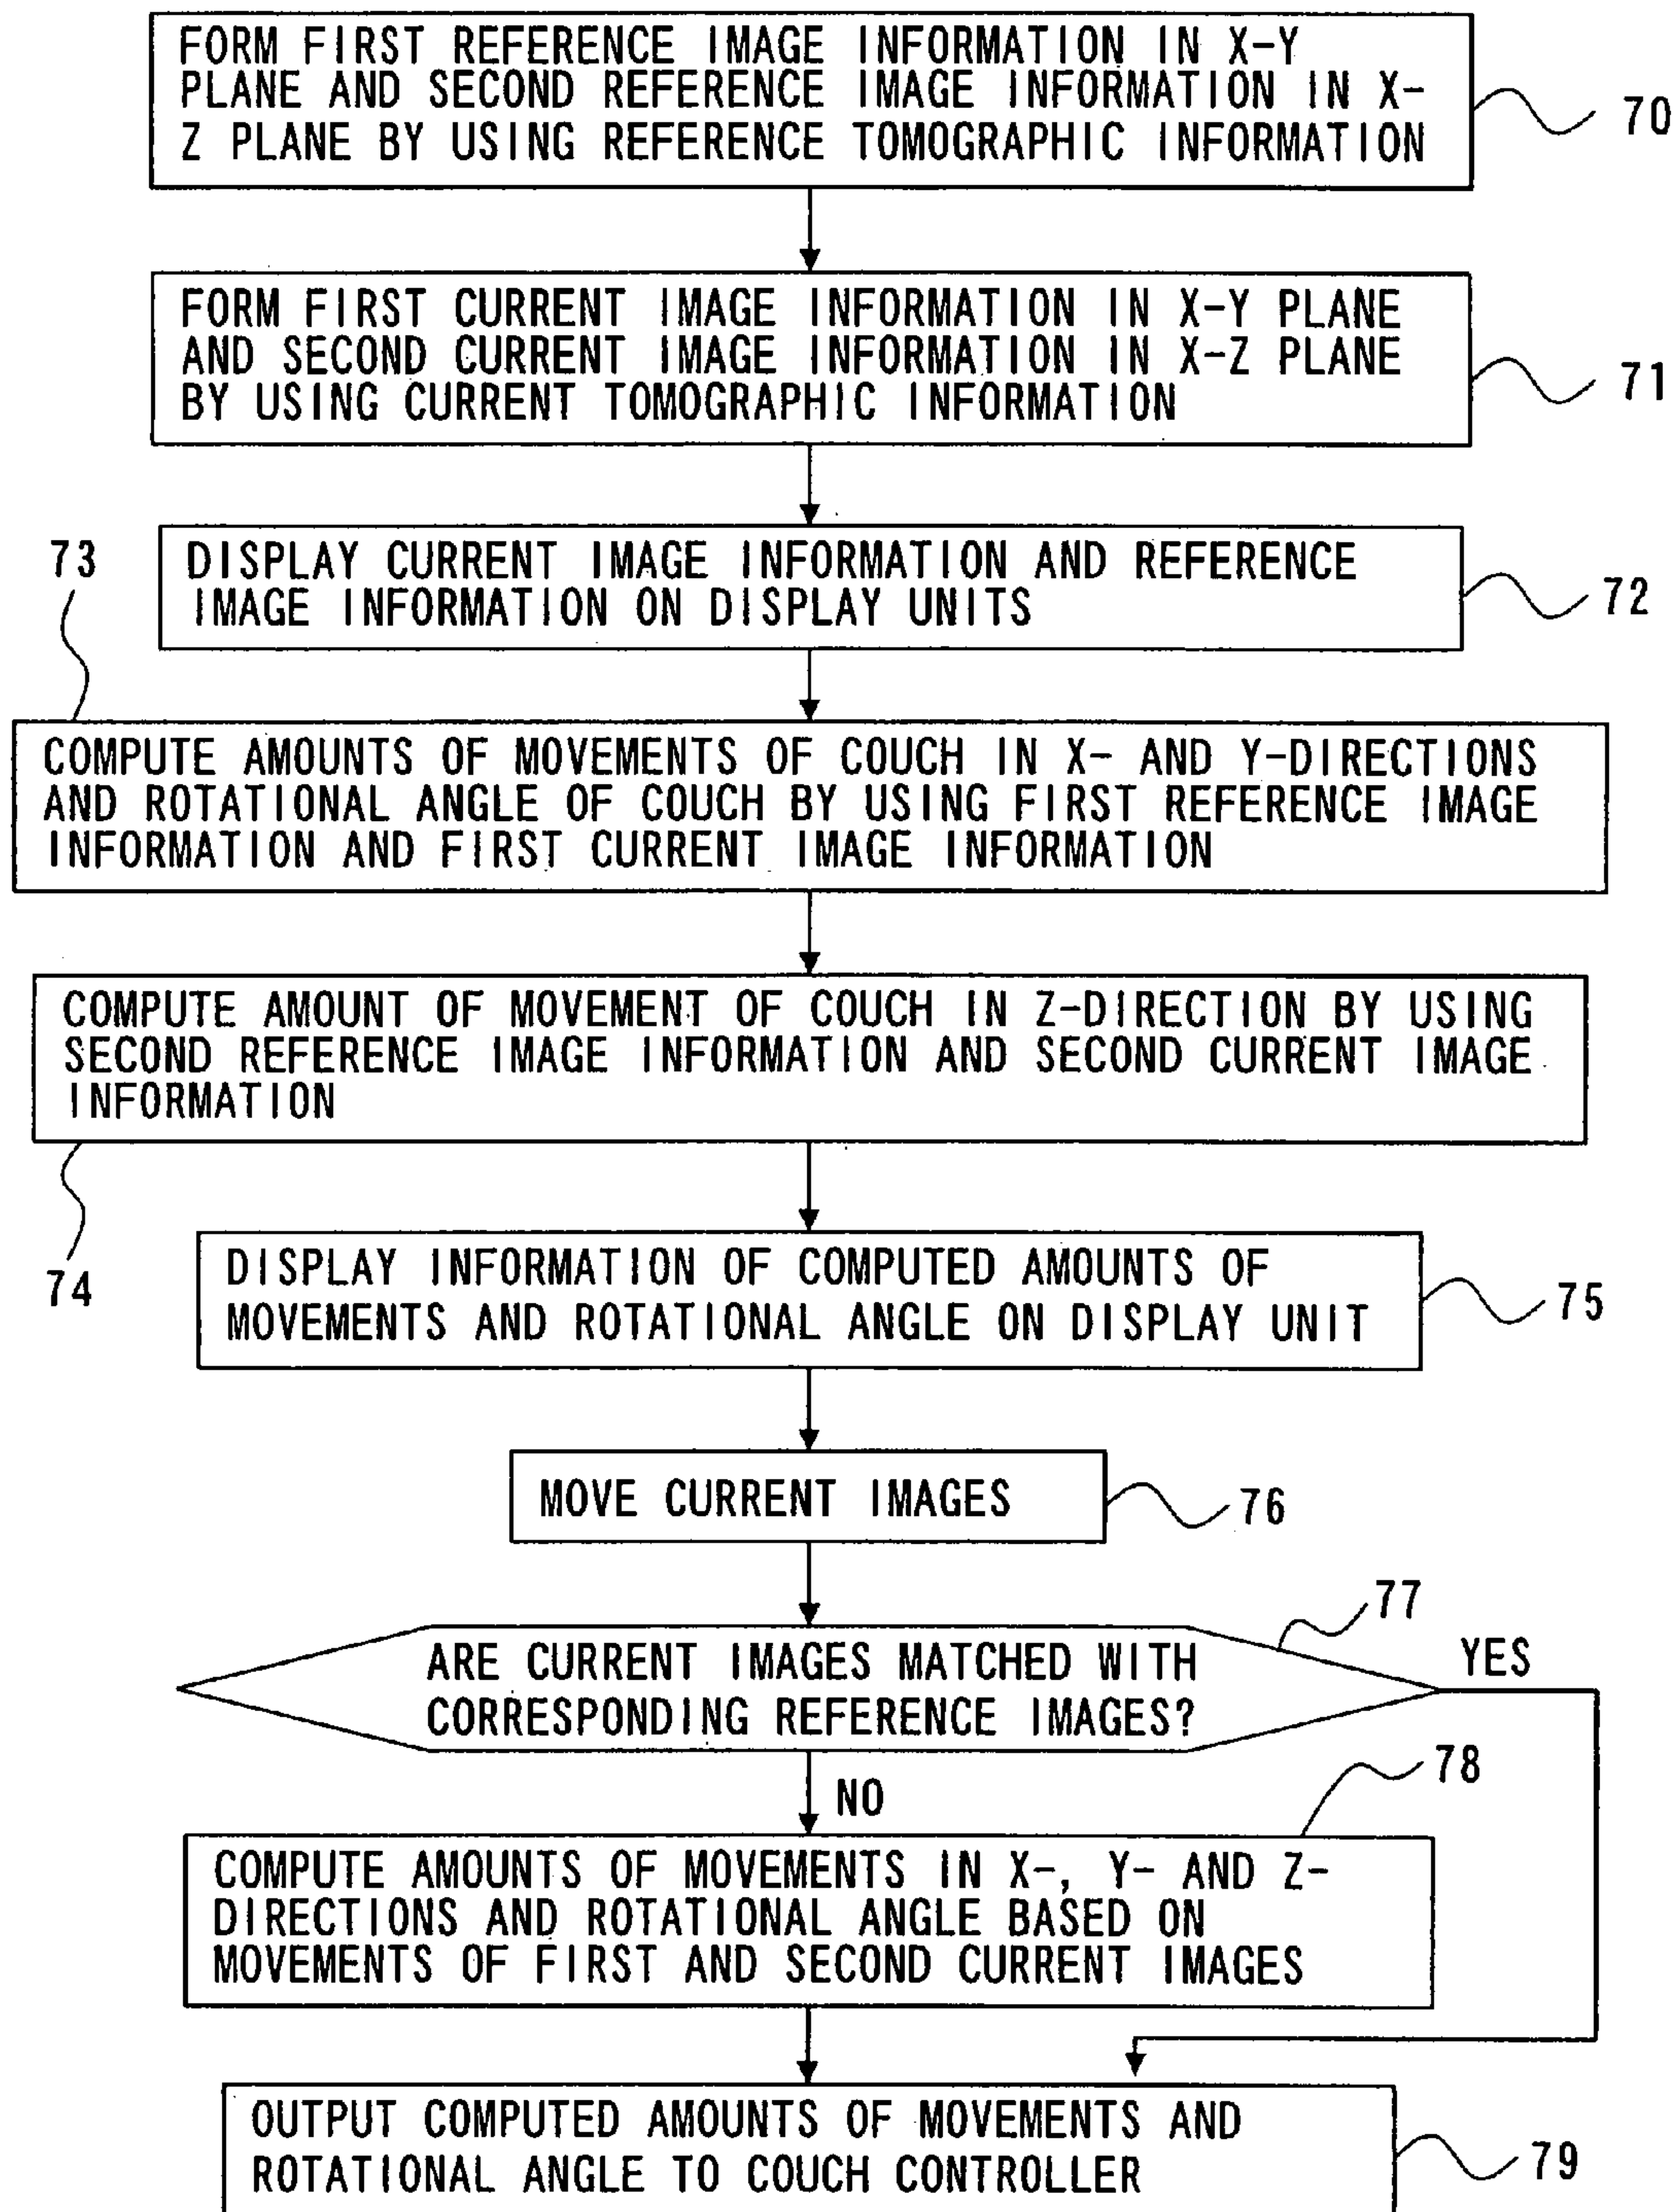 FORM FIRST REFERENCE IMAGE INFORMATION IN X-Y
PLANE AND SECOND REFERENCE IMAGE INFORMATION IN X-
Z PLANE BY USING REFERENCE TOMOGRAPHIC INFORMATION
70
FORM FIRST CURRENT IMAGE INFORMATION IN X-Y PLANE
AND SECOND CURRENT IMAGE INFORMATION IN X-Z PLANE
BY USING CURRENT TOMOGRAPHIC INFORMATION
71
DISPLAY CURRENT IMAGE INFORMATION AND REFERENCE
IMAGE INFORMATION ON DISPLAY UNITS
72
73
COMPUTE AMOUNTS OF MOVEMENTS OF COUCH IN X- AND Y-DIRECTIONS
AND ROTATIONAL ANGLE OF COUCH BY USING FIRST REFERENCE IMAGE
INFORMATION AND FIRST CURRENT IMAGE INFORMATION
COMPUTE AMOUNT OF MOVEMENT OF COUCH IN Z-DIRECTION BY USING
SECOND REFERENCE IMAGE INFORMATION AND SECOND CURRENT IMAGE
INFORMATION
74
DISPLAY INFORMATION OF COMPUTED AMOUNTS OF
MOVEMENTS AND ROTATIONAL ANGLE ON DISPLAY UNIT
75
MOVE CURRENT IMAGES
76
77
ARE CURRENT IMAGES MATCHED WITH
CORRESPONDING REFERENCE IMAGES?
YES
NO
78
COMPUTE AMOUNTS OF MOVEMENTS IN X-, Y- AND Z-
DIRECTIONS AND ROTATIONAL ANGLE BASED ON
MOVEMENTS OF FIRST AND SECOND CURRENT IMAGES
OUTPUT COMPUTED AMOUNTS OF MOVEMENTS AND
ROTATIONAL ANGLE TO COUCH CONTROLLER
79